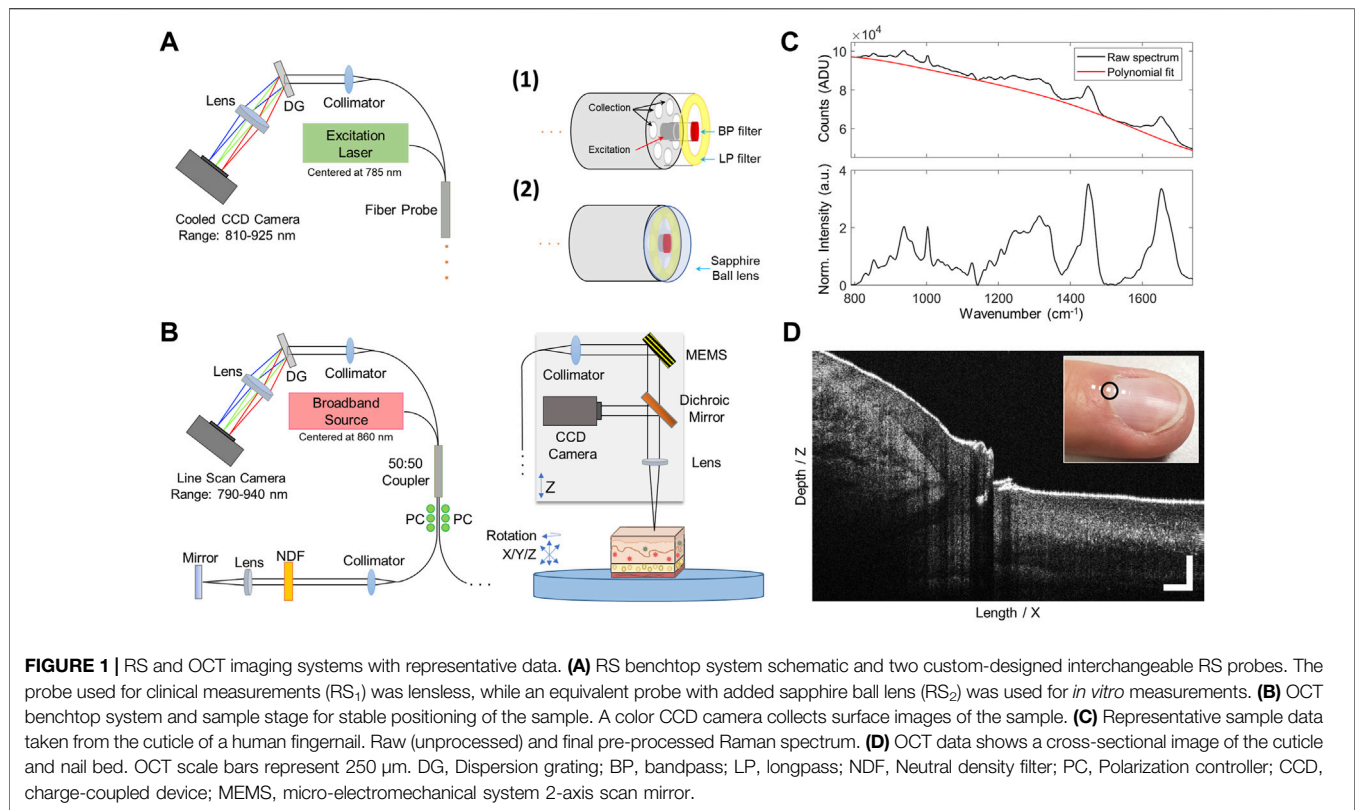 A
Lens
DG
Collimator
Excitation
Laser
Centered at 785 nm
Fiber Probe
Cooled CCD Camera
Range: 810-925 nm
(1)
Collection
Excitation
BP filter
LP filter
(2)
Sapphire
Ball lens
B
Lens
DG
Collimator
Broadband
Source
Centered at 860 nm
Line Scan Camera
Range: 790-940 nm
50:50
Coupler
PC
PC
Mirror
Lens
NDF
Collimator
Collimator
MEMS
Dichroic
Mirror
CCD
Camera
Lens
Z
Rotation
X/Y/Z
C
×10⁴
Raw spectrum
Polynomial fit
Counts (ADU)
10
8
6
4
2
0
Norm. Intensity (a.u.)
800
1000
1200
1400
1600
Wavenumber (cm⁻¹)
D
Depth / Z
Length / X
FIGURE 1 | RS and OCT imaging systems with representative data. (A) RS benchtop system schematic and two custom-designed interchangeable RS probes. The
probe used for clinical measurements (RS₁) was lensless, while an equivalent probe with added sapphire ball lens (RS₂) was used for in vitro measurements. (B) OCT
benchtop system and sample stage for stable positioning of the sample. A color CCD camera collects surface images of the sample. (C) Representative sample data
taken from the cuticle of a human fingernail. Raw (unprocessed) and final pre-processed Raman spectrum. (D) OCT data shows a cross-sectional image of the cuticle
and nail bed. OCT scale bars represent 250 μm. DG, Dispersion grating; BP, bandpass; LP, longpass; NDF, Neutral density filter; PC, Polarization controller; CCD,
charge-coupled device; MEMS, micro-electromechanical system 2-axis scan mirror.